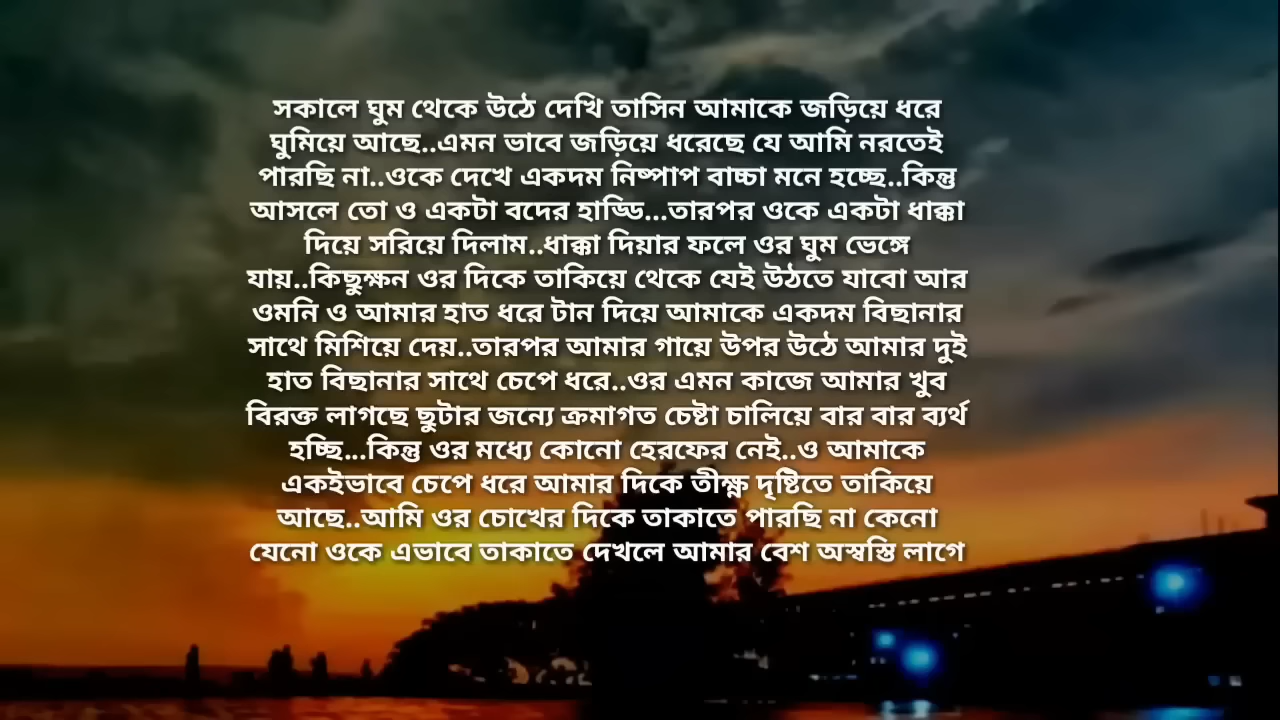 সকালে ঘুম থেকে উঠে দেখি তাসিন আমাকে জড়িয়ে ধরে
ঘুমিয়ে আছে..এমন ভাবে জড়িয়ে ধরেছে যে আমি নরতেই
পারছি না..ওকে দেখে একদম নিষ্পাপ বাচ্চা মনে হচ্ছে..কিন্তু
আসলে তো ও একটা বদের হাড্ডি...তারপর ওকে একটা ধাক্কা
দিয়ে সরিয়ে দিলাম..ধাক্কা দিয়ার ফলে ওর ঘুম ভেঙ্গে
যায়..কিছুক্ষন ওর দিকে তাকিয়ে থেকে যেই উঠতে যাবো আর
ওমনি ও আমার হাত ধরে টান দিয়ে আমাকে একদম বিছানার
সাথে মিশিয়ে দেয়..তারপর আমার গায়ে উপর উঠে আমার দুই
হাত বিছানার সাথে চেপে ধরে..ওর এমন কাজে আমার খুব
বিরক্ত লাগছে ছুটার জন্যে ক্রমাগত চেষ্টা চালিয়ে বার বার ব্যর্থ
হচ্ছি...কিন্তু ওর মধ্যে কোনো হেরফের নেই..ও আমাকে
একইভাবে চেপে ধরে আমার দিকে তীক্ষ্ণ দৃষ্টিতে তাকিয়ে
আছে..আমি ওর চোখের দিকে তাকাতে পারছি না কেনো
যেনো ওকে এভাবে তাকাতে দেখলে আমার বেশ অস্বস্তি লাগে